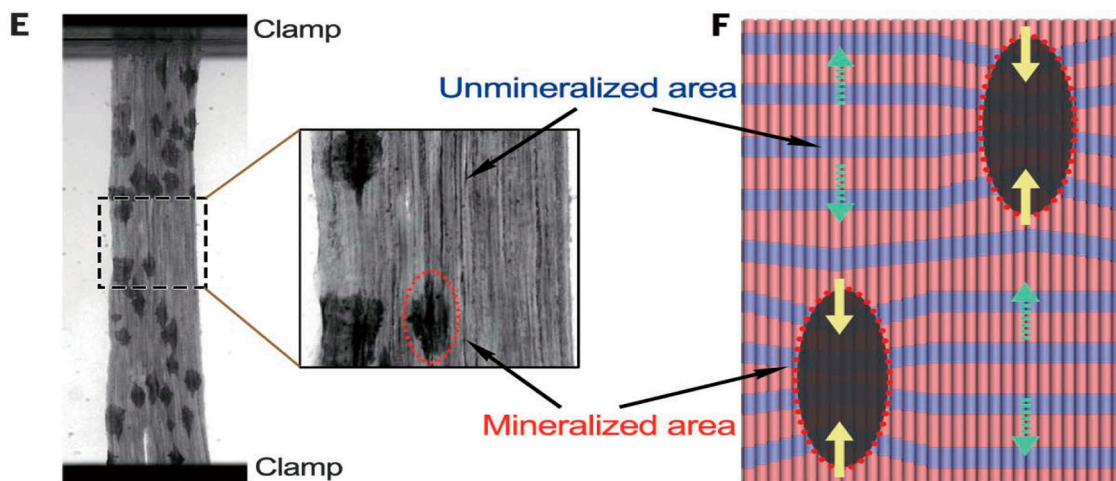 E
Clamp
F
Unmineralized area
Mineralized area
Clamp